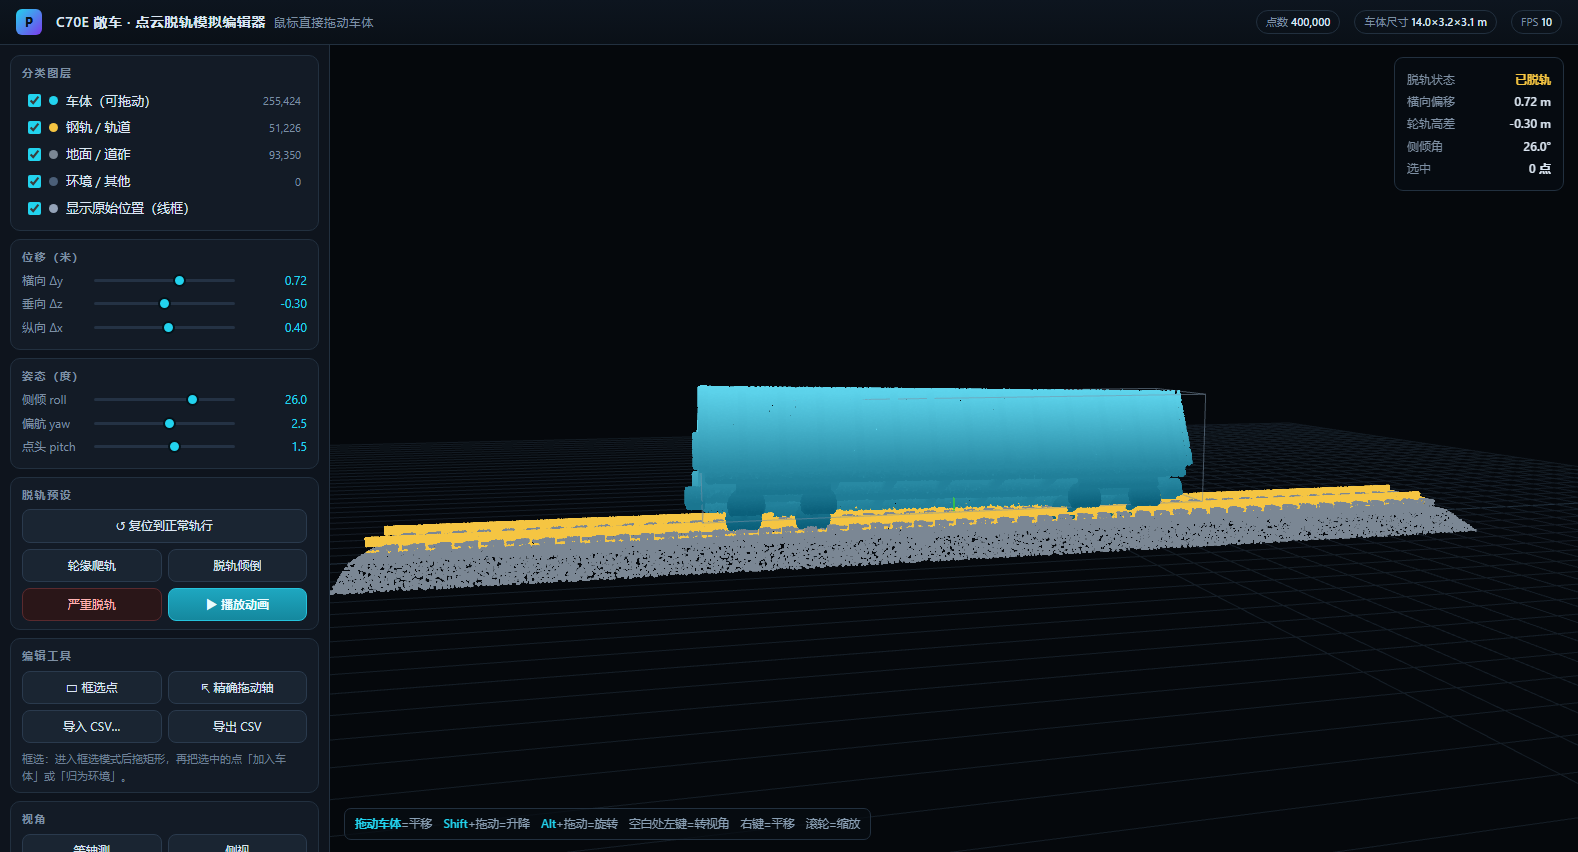 P
C70E 敞车 · 点云脱轨模拟编辑器 鼠标直接拖动车体
点数 400,000
车体尺寸 14.0×3.2×3.1 m
FPS 10
分类图层
车体（可拖动） 255,424
钢轨 / 轨道 51,226
地面 / 道砟 93,350
环境 / 其他 0
显示原始位置（线框）
位移（米）
横向 Δy 0.72
垂向 Δz -0.30
纵向 Δx 0.40
姿态（度）
侧倾 roll 26.0
偏航 yaw 2.5
点头 pitch 1.5
脱轨预设
↺ 复位到正常轨行
轮缘爬轨 脱轨倾倒
严重脱轨 ▶ 播放动画
编辑工具
▭ 框选点 ⇱ 精确拖动轴
导入 CSV... 导出 CSV
框选：进入框选模式后拖矩形，再把选中的点「加入车
体」或「归为环境」。
视角
等轴测 侧视
脱轨状态 已脱轨
横向偏移 0.72 m
轮轨高差 -0.30 m
侧倾角 26.0°
选中 0 点
拖动车体=平移 Shift+拖动=升降 Alt+拖动=旋转 空白处左键=转视角 右键=平移 滚轮=缩放